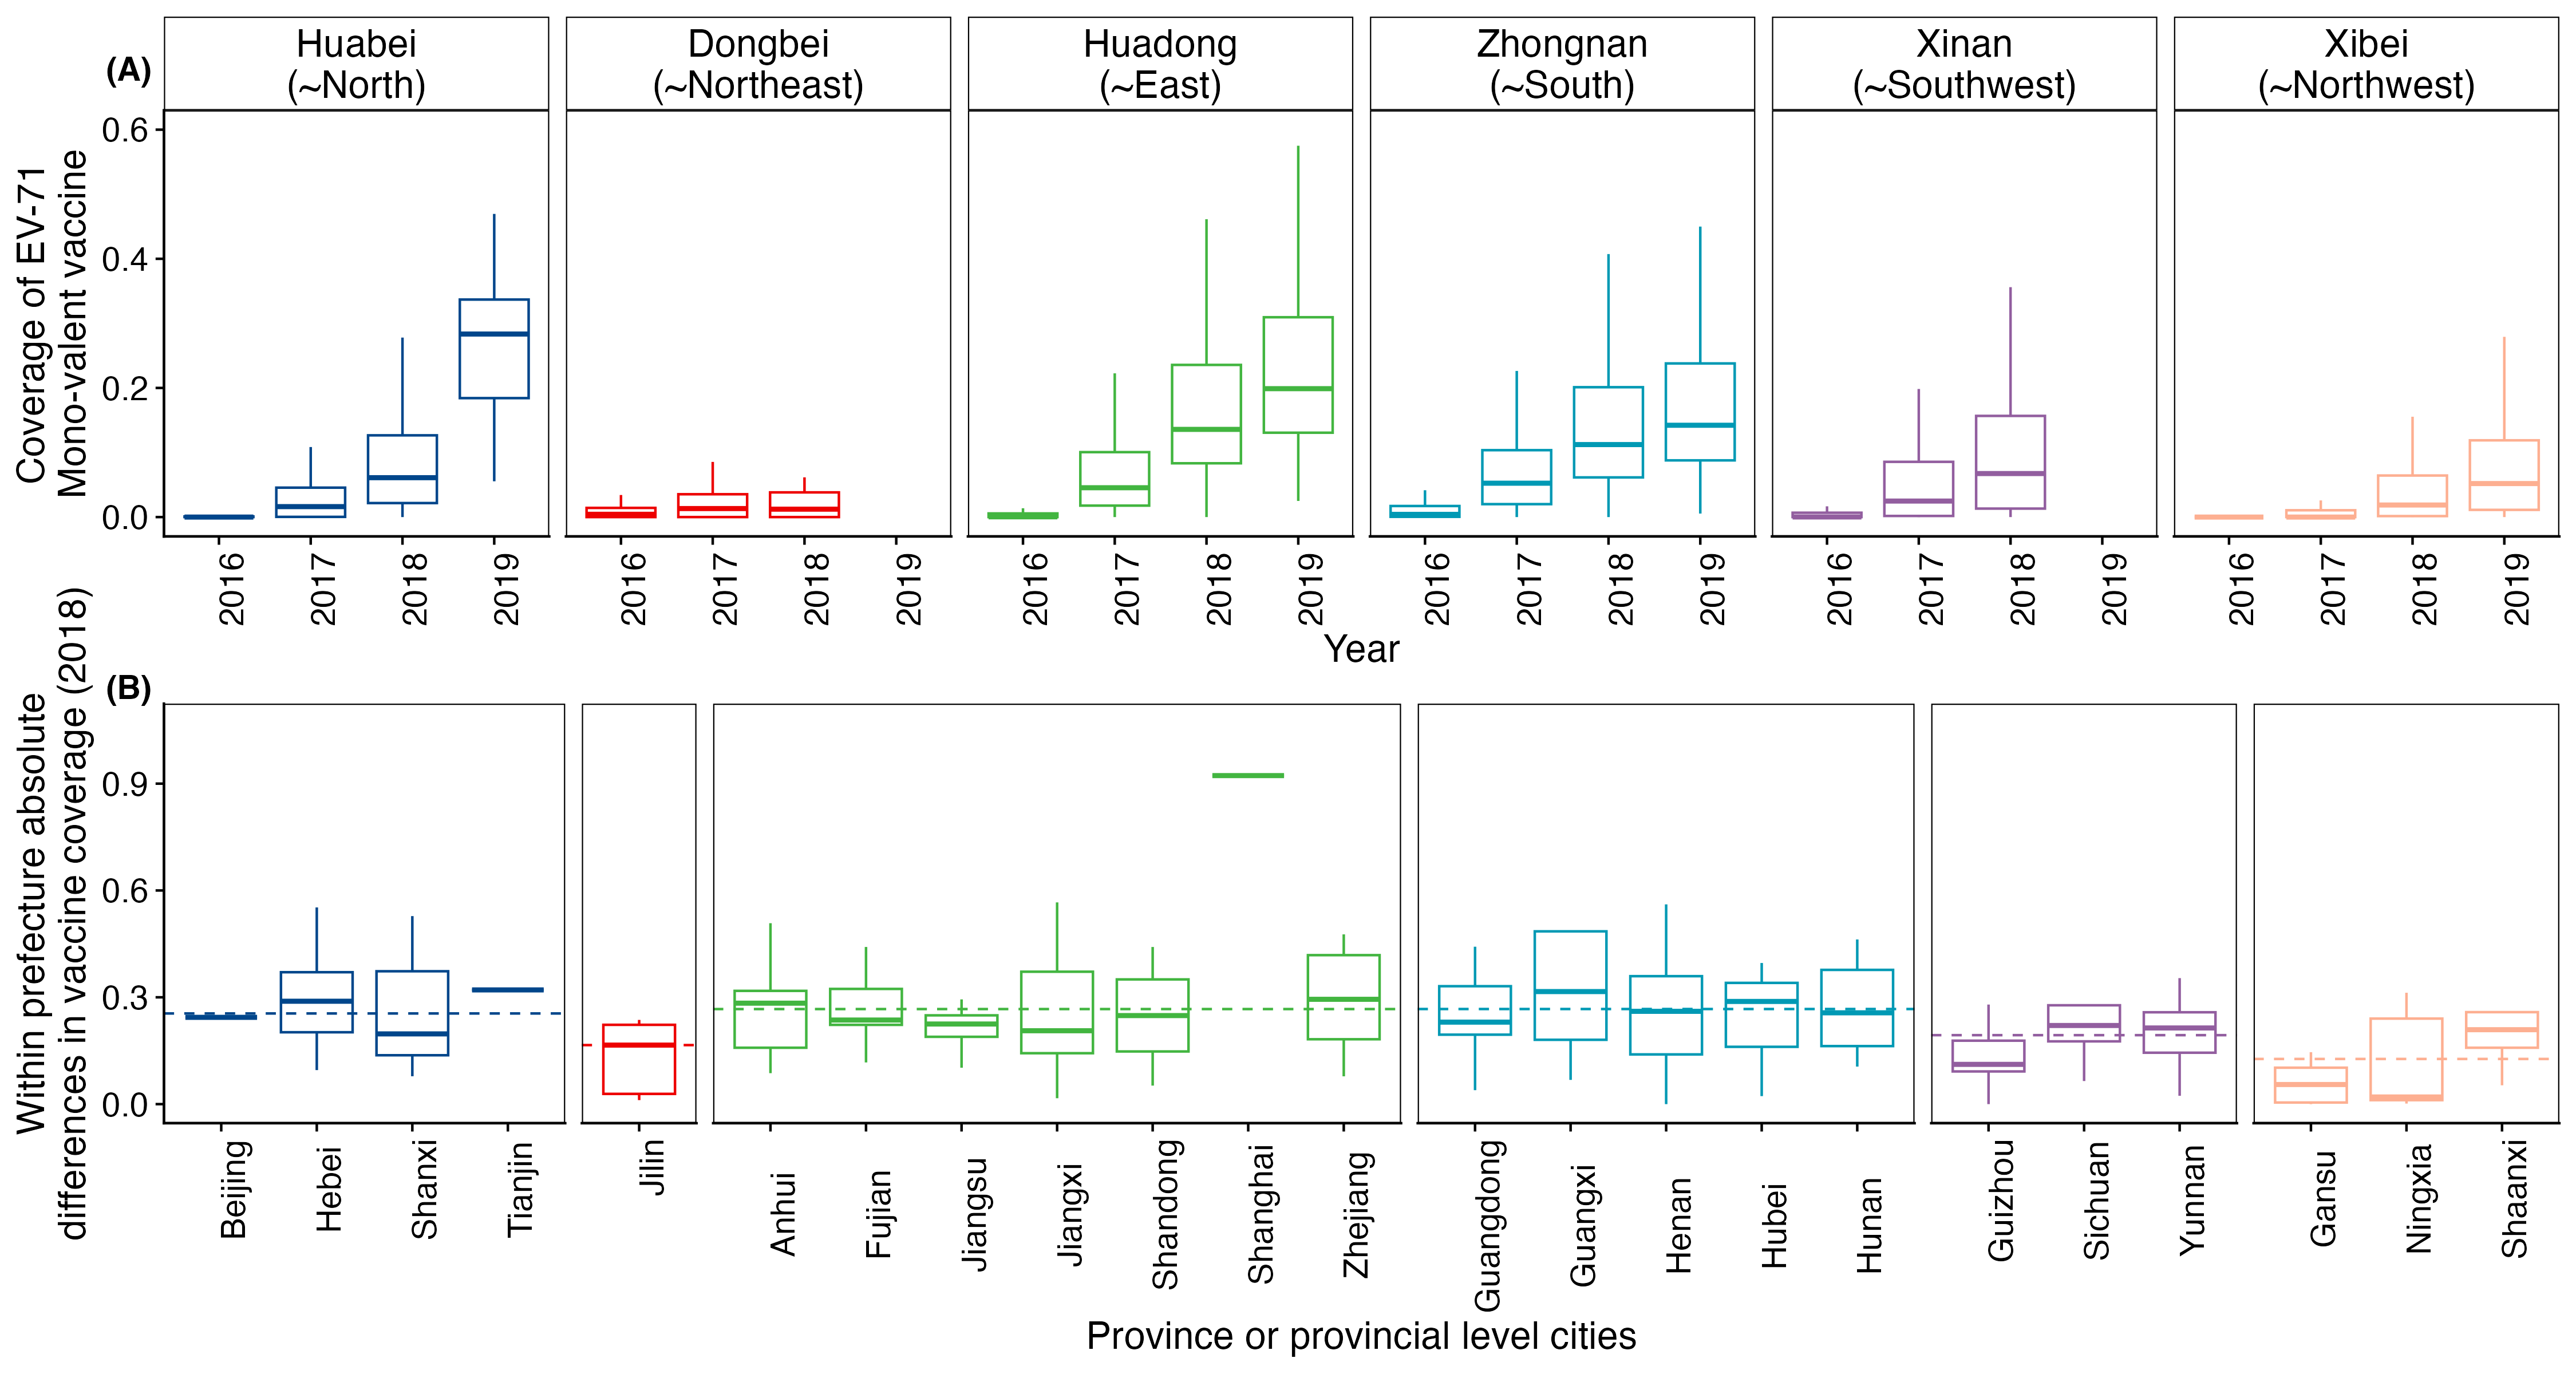 (A)
Huabei
(~North)
Dongbei
(~Northeast)
Huadong
(~East)
Zhongnan
(~South)
Xinan
(~Southwest)
Xibei
(~Northwest)
Coverage of EV-71
Mono-valent vaccine
0.6
0.4
0.2
0.0
2016
2017
2018
2019
2016
2017
2018
2019
2016
2017
2018
2019
2016
2017
2018
2019
2016
2017
2018
2019
2016
2017
2018
2019
Year
(B)
Within prefecture absolute
differences in vaccine coverage (2018)
0.9
0.6
0.3
0.0
Beijing
Hebei
Shanxi
Tianjin
Jilin
Anhui
Fujian
Jiangsu
Jiangxi
Shandong
Shanghai
Zhejiang
Guangdong
Guangxi
Henan
Hubei
Hunan
Guizhou
Sichuan
Yunnan
Gansu
Ningxia
Shaanxi
Province or provincial level cities